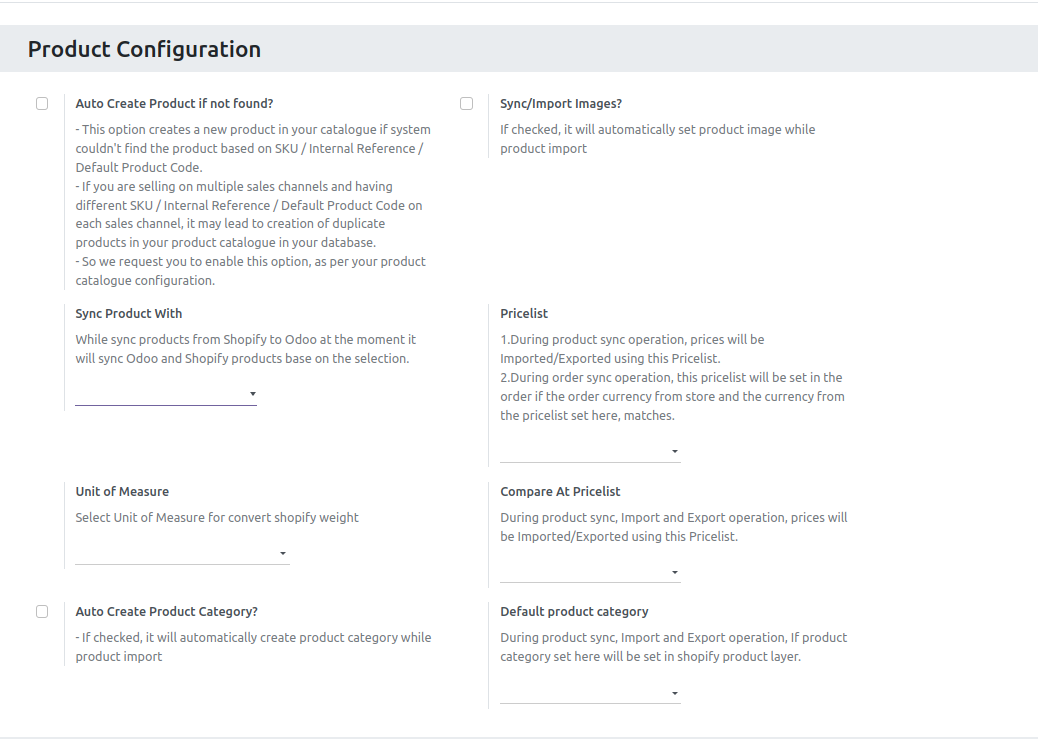 Product Configuration
Auto Create Product if not found?
- This option creates a new product in your catalogue if system
couldn't find the product based on SKU / Internal Reference /
Default Product Code.
- If you are selling on multiple sales channels and having
different SKU / Internal Reference / Default Product Code on
each sales channel, it may lead to creation of duplicate
products in your product catalogue in your database.
- So we request you to enable this option, as per your product
catalogue configuration.
Sync/Import Images?
If checked, it will automatically set product image while
product import
Sync Product With
While sync products from Shopify to Odoo at the moment it
will sync Odoo and Shopify products base on the selection.
Pricelist
1.During product sync operation, prices will be
Imported/Exported using this Pricelist.
2.During order sync operation, this pricelist will be set in the
order if the order currency from store and the currency from
the pricelist set here, matches.
Unit of Measure
Select Unit of Measure for convert shopify weight
Compare At Pricelist
During product sync, Import and Export operation, prices will
be Imported/Exported using this Pricelist.
Auto Create Product Category?
- If checked, it will automatically create product category while
product import
Default product category
During product sync, Import and Export operation, If product
category set here will be set in shopify product layer.